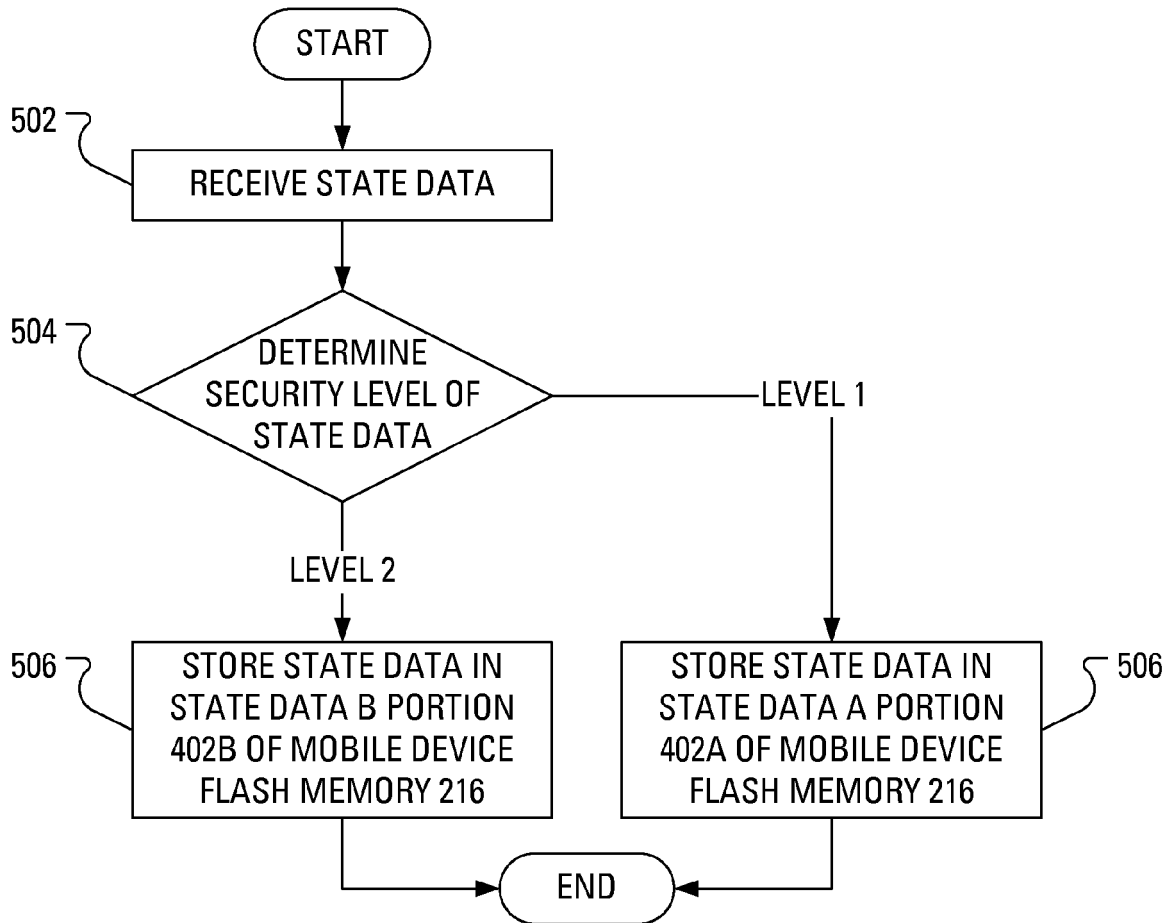 START
502
RECEIVE STATE DATA
504
DETERMINE
SECURITY LEVEL OF
STATE DATA
LEVEL 1
LEVEL 2
506
STORE STATE DATA IN
STATE DATA B PORTION
402B OF MOBILE DEVICE
FLASH MEMORY 216
STORE STATE DATA IN
STATE DATA A PORTION
402A OF MOBILE DEVICE
FLASH MEMORY 216
506
END